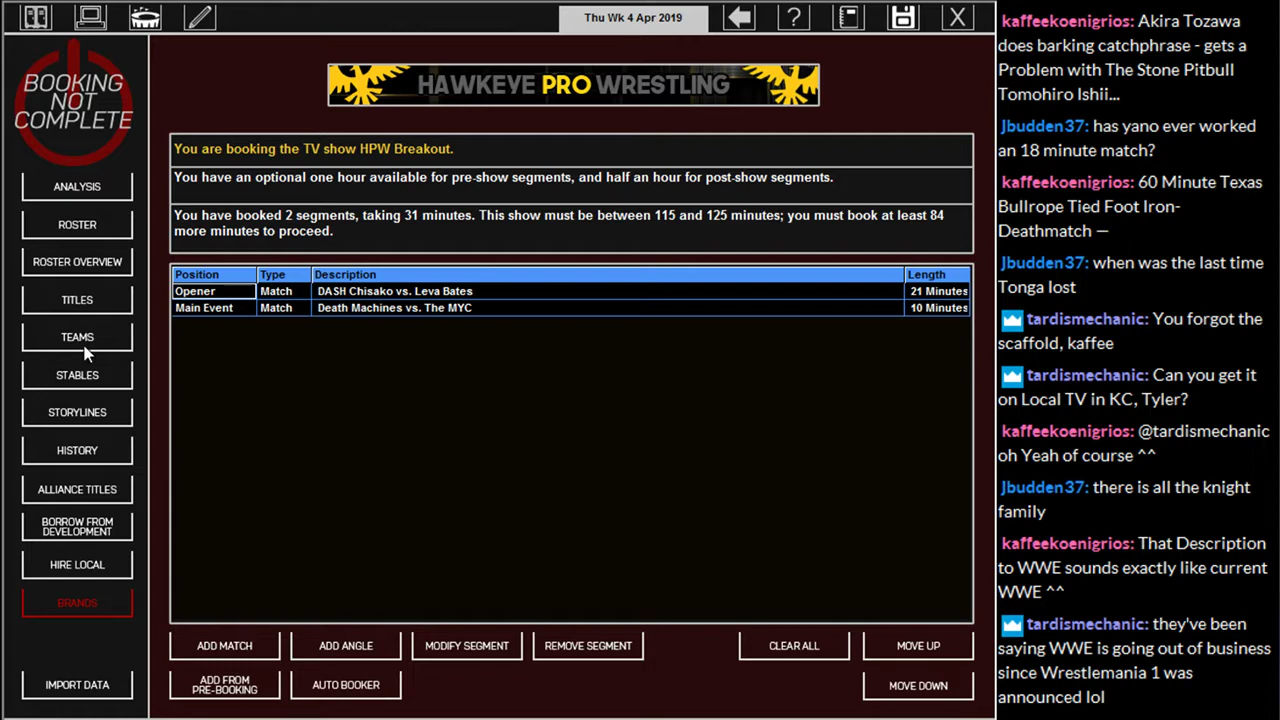 Thu Wk 4 Apr 2019
?
X
BOOKING
NOT
COMPLETE
ANALYSIS
ROSTER
ROSTER OVERVIEW
TITLES
TEAMS
STABLES
STORYLINES
HISTORY
ALLIANCE TITLES
BORROW FROM
DEVELOPMENT
HIRE LOCAL
BRANDS
IMPORT DATA
HAWKEYE PRO WRESTLING
You are booking the TV show HPW Breakout.
You have an optional one hour available for pre-show segments, and half an hour for post-show segments.
You have booked 2 segments, taking 31 minutes. This show must be between 115 and 125 minutes; you must book at least 84
more minutes to proceed.
Position Type Description Length
Opener Match DASH Chisako vs. Leva Bates 21 Minutes
Main Event Match Death Machines vs. The MYC 10 Minutes
ADD MATCH ADD ANGLE MODIFY SEGMENT REMOVE SEGMENT CLEAR ALL MOVE UP
ADD FROM
PRE-BOOKING
AUTO BOOKER
MOVE DOWN
kaffeekoenigrios: Akira Tozawa
does barking catchphrase - gets a
Problem with The Stone Pitbull
Tomohiro Ishii...
Jbudden37: has yano ever worked
an 18 minute match?
kaffeekoenigrios: 60 Minute Texas
Bullrope Tied Foot Iron-
Deathmatch —
Jbudden37: when was the last time
Tonga lost
tardismechanic: You forgot the
scaffold, kaffee
tardismechanic: Can you get it
on Local TV in KC, Tyler?
kaffeekoenigrios: @tardismechanic
oh Yeah of course ^^
Jbudden37: there is all the knight
family
kaffeekoenigrios: That Description
to WWE sounds exactly like current
WWE ^^
tardismechanic: they've been
saying WWE is going out of business
since Wrestlemania 1 was
announced lol